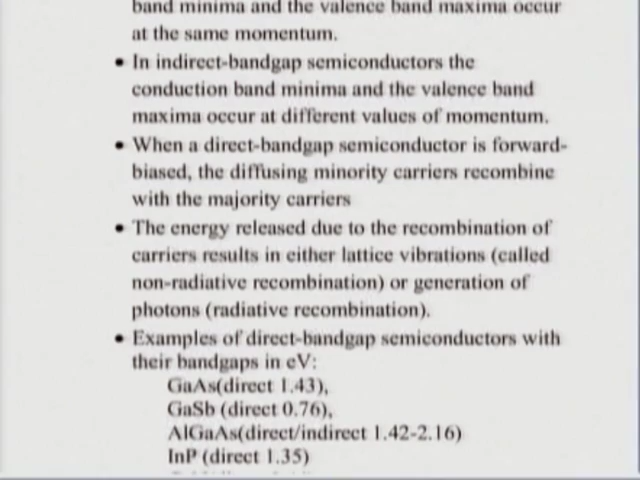 band minima and the valence band maxima occur
at the same momentum.
• In indirect-bandgap semiconductors the
conduction band minima and the valence band
maxima occur at different values of momentum.
• When a direct-bandgap semiconductor is forward-
biased, the diffusing minority carriers recombine
with the majority carriers
• The energy released due to the recombination of
carriers results in either lattice vibrations (called
non-radiative recombination) or generation of
photons (radiative recombination).
• Examples of direct-bandgap semiconductors with
their bandgaps in eV:
GaAs(direct 1.43),
GaSb (direct 0.76),
AlGaAs(direct/indirect 1.42-2.16)
InP (direct 1.35)